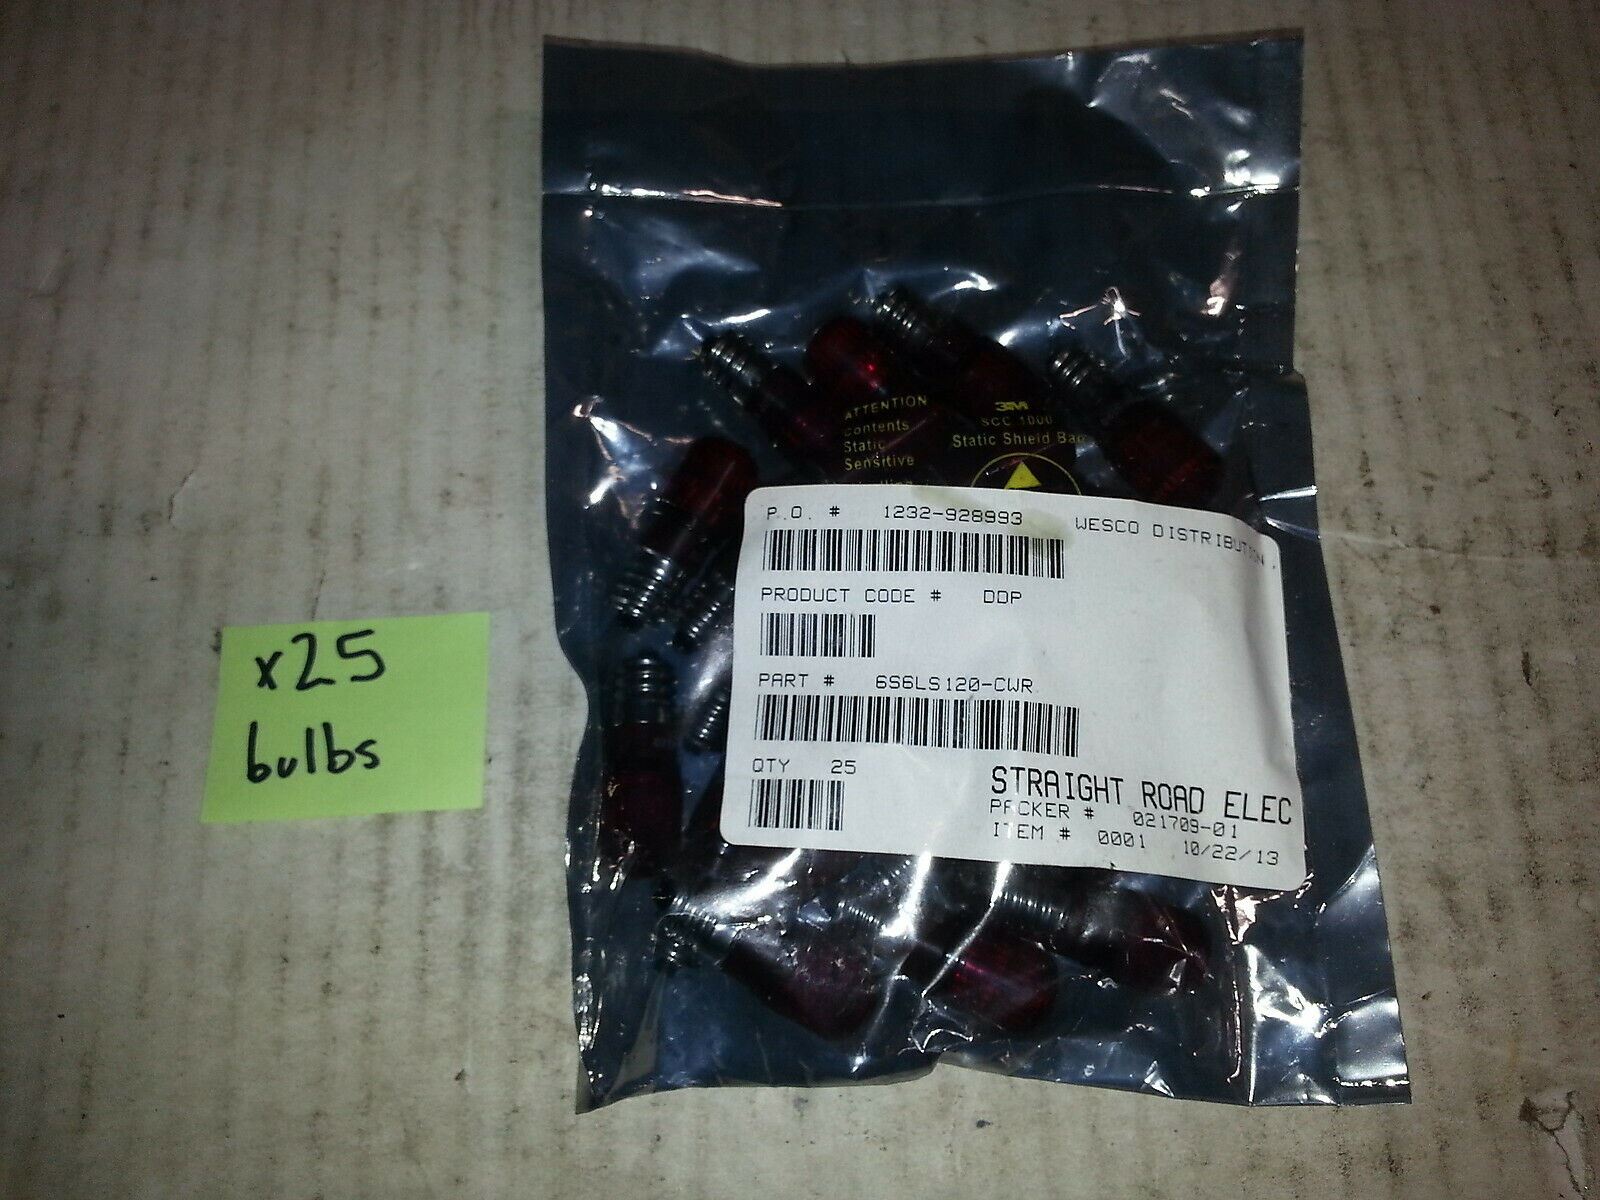 x25
bulbs
ATTENTION
Contents
Static
Sensitive
3M
SCC 1000
Static Shield Bag
P.O. # 1232-928993 WESCO DISTRIBUTION
PRODUCT CODE # DDP
PART # 6S6LS120-CWR
QTY 25
STRAIGHT ROAD ELEC
PACKER # 021709-01
ITEM # 0001 10/22/13